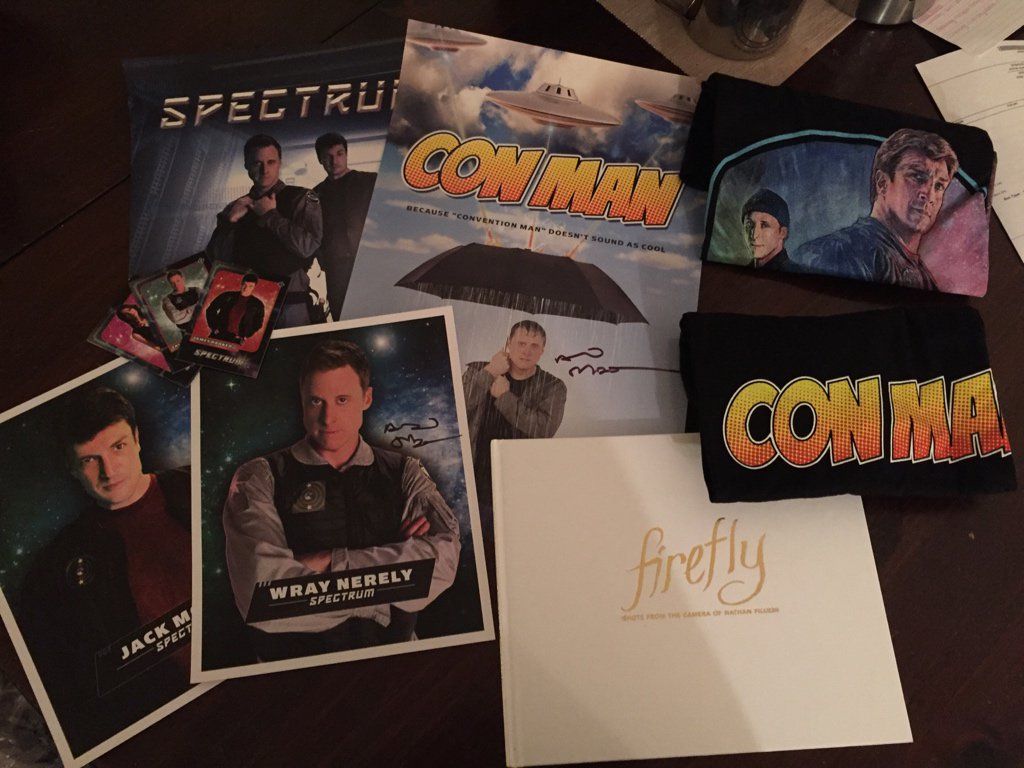 SPECTRU
CON MAN
BECAUSE "CONVENTION MAN" DOESN'T SOUND AS COOL
SPECTRUM
CON MA
WRAY NERELY
SPECTRUM
JACK M
SPECT
firefly
SHOTS FROM THE CAMERA OF NATHAN FILLION